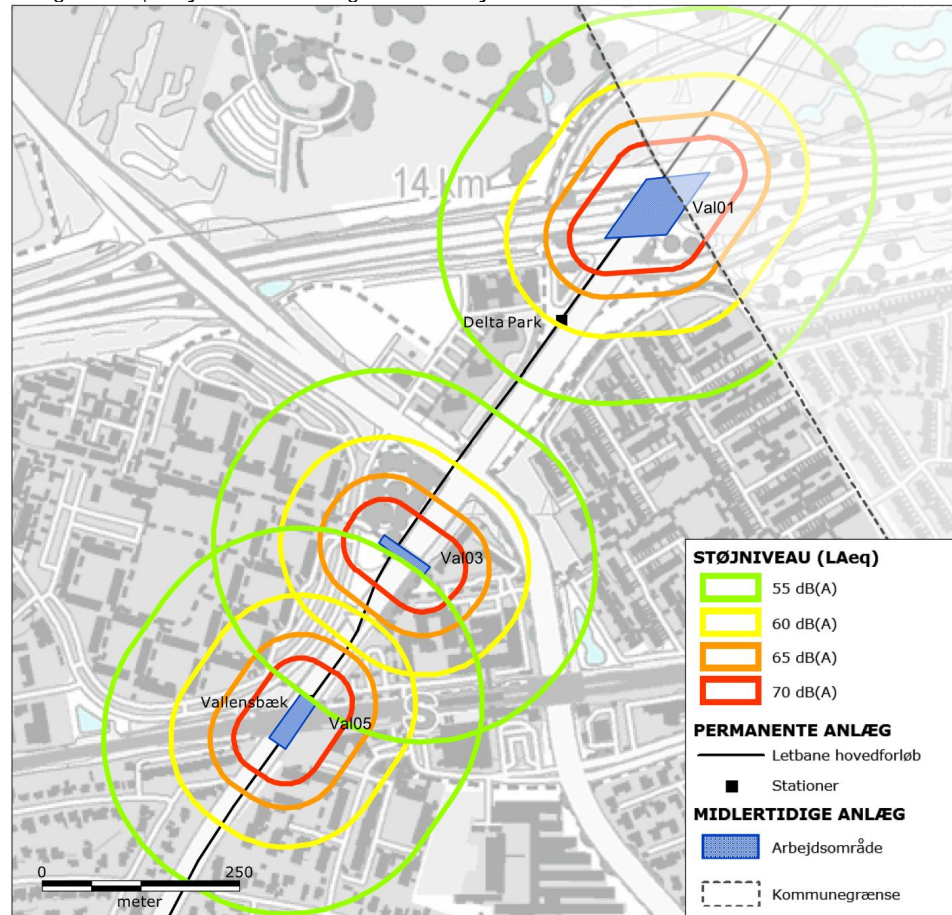 14 km
Val01
Delta Park
Val03
Vallensbæk
Val05
STØJNIVEAU (LAeq)
55 dB(A)
60 dB(A)
65 dB(A)
70 dB(A)
PERMANENTE ANLÆG
Letbane hovedforløb
Stationer
MIDLERTIDIGE ANLÆG
Arbejdsområde
Kommunegrænse
0 250
meter